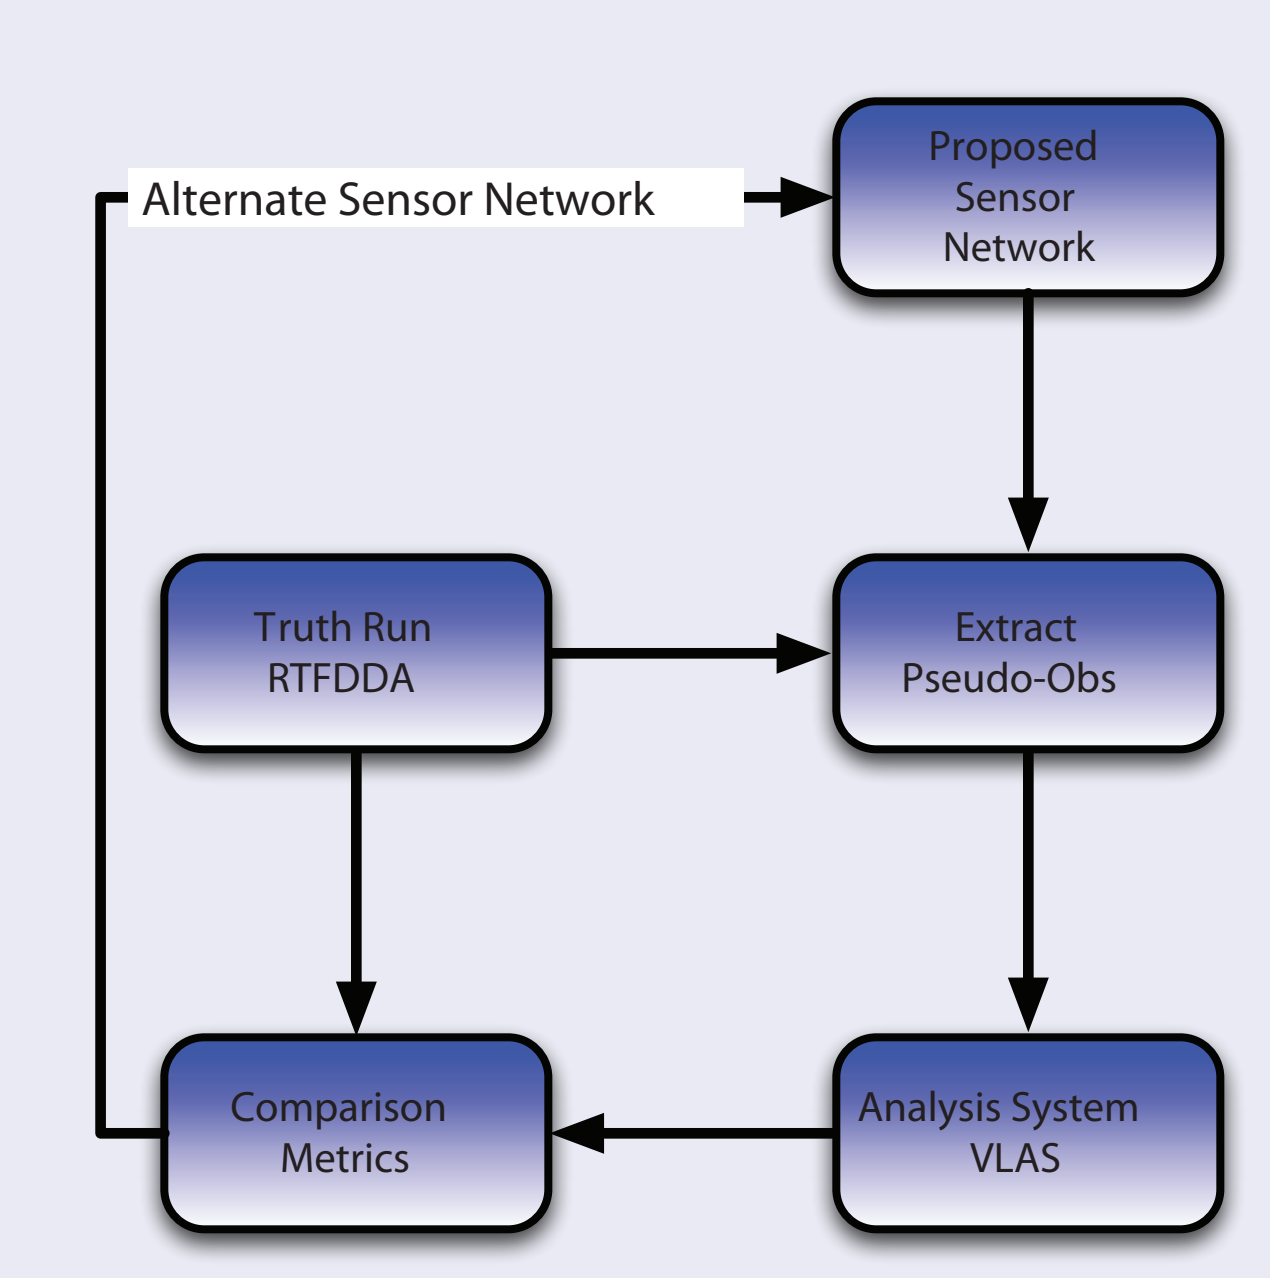 Alternate Sensor Network
Proposed
Sensor
Network
Truth Run
RTFDDA
Extract
Pseudo-Obs
Comparison
Metrics
Analysis System
VLAS